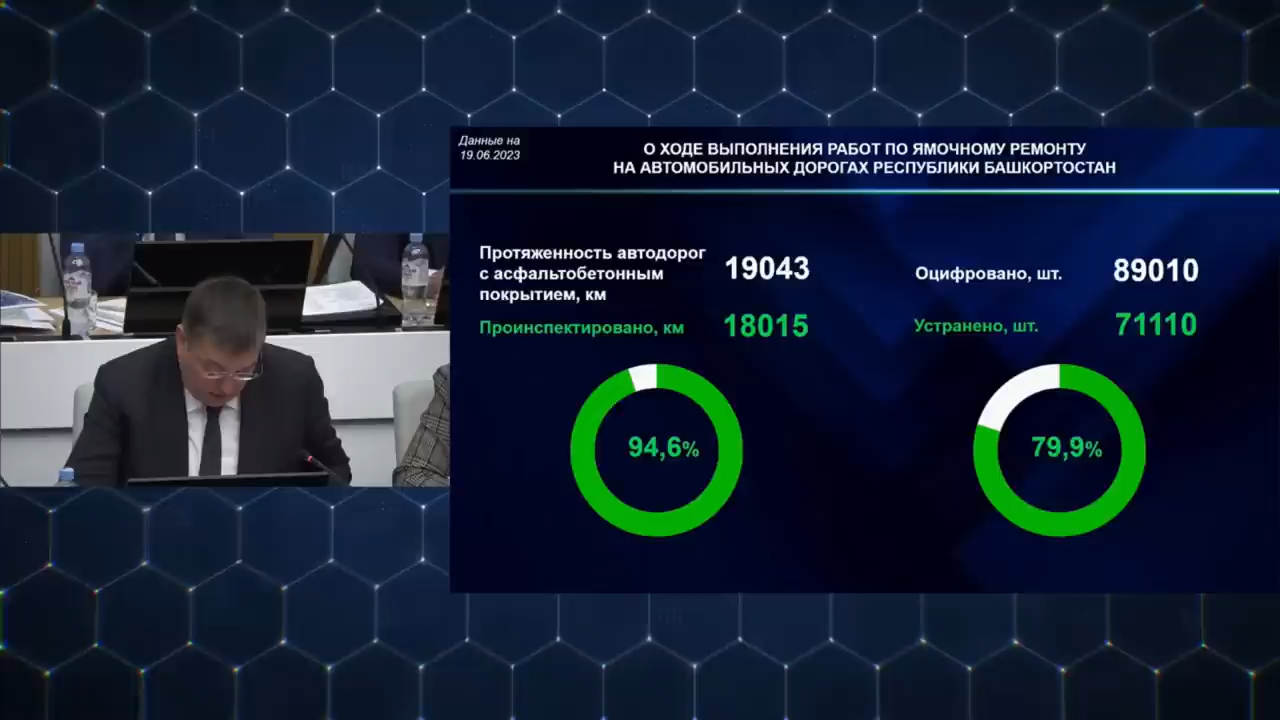 Данные на
19.06.2023
О ХОДЕ ВЫПОЛНЕНИЯ РАБОТ ПО ЯМОЧНОМУ РЕМОНТУ
НА АВТОМОБИЛЬНЫХ ДОРОГАХ РЕСПУБЛИКИ БАШКОРТОСТАН
Протяженность автодорог
с асфальтобетонным
покрытием, км
19043
Проинспектировано, км
18015
Оцифровано, шт.
89010
Устранено, шт.
71110
94,6%
79,9%